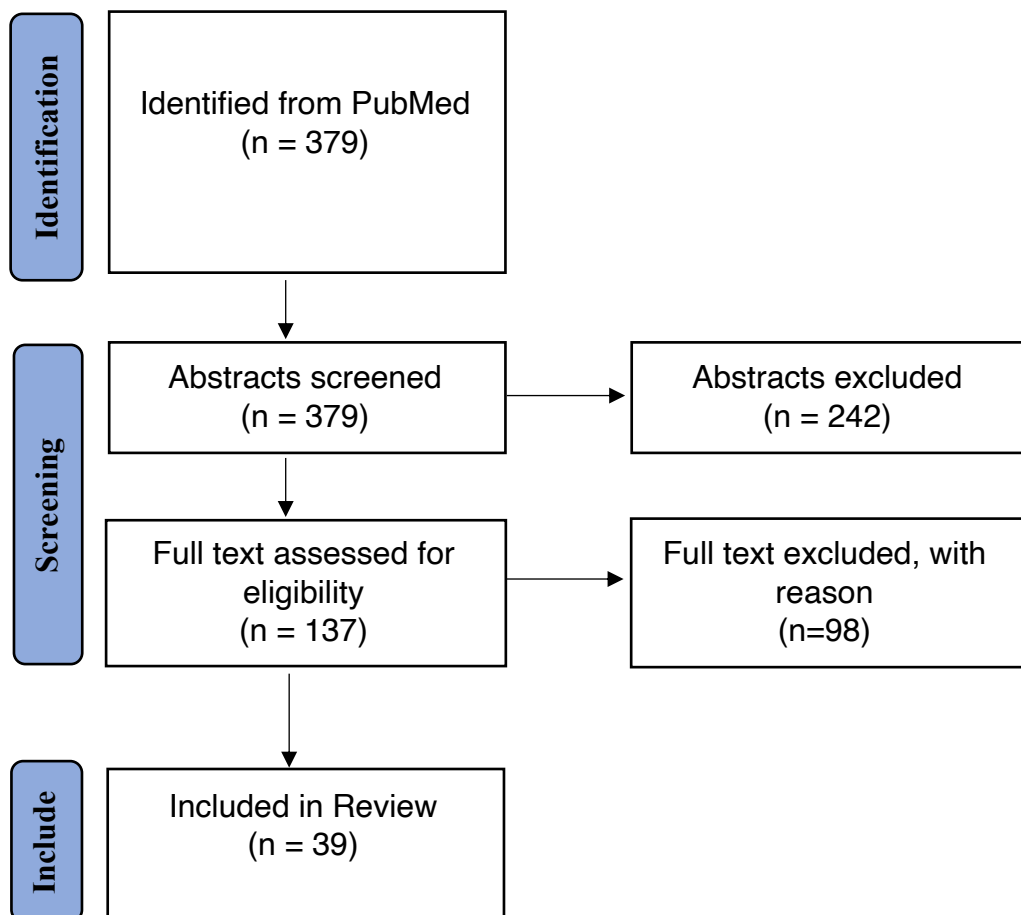 Identification
Identified from PubMed
(n = 379)
Screening
Abstracts screened
(n = 379)
Abstracts excluded
(n = 242)
Full text assessed for
eligibility
(n = 137)
Full text excluded, with
reason
(n=98)
Include
Included in Review
(n = 39)